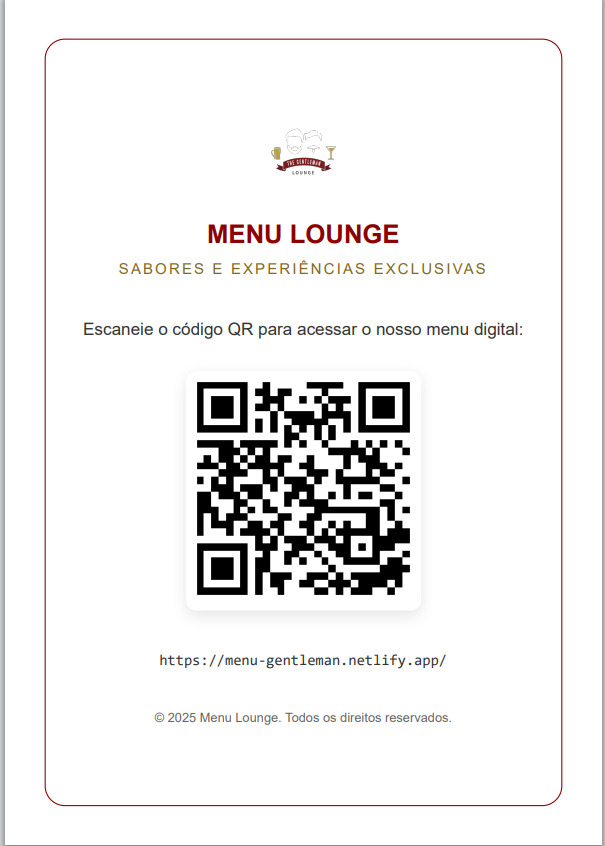 THE GENTLEMAN
LOUNGE
MENU LOUNGE
SABORES E EXPERIÊNCIAS EXCLUSIVAS
Escaneie o código QR para acessar o nosso menu digital:
https://menu-gentleman.netlify.app/
© 2025 Menu Lounge. Todos os direitos reservados.